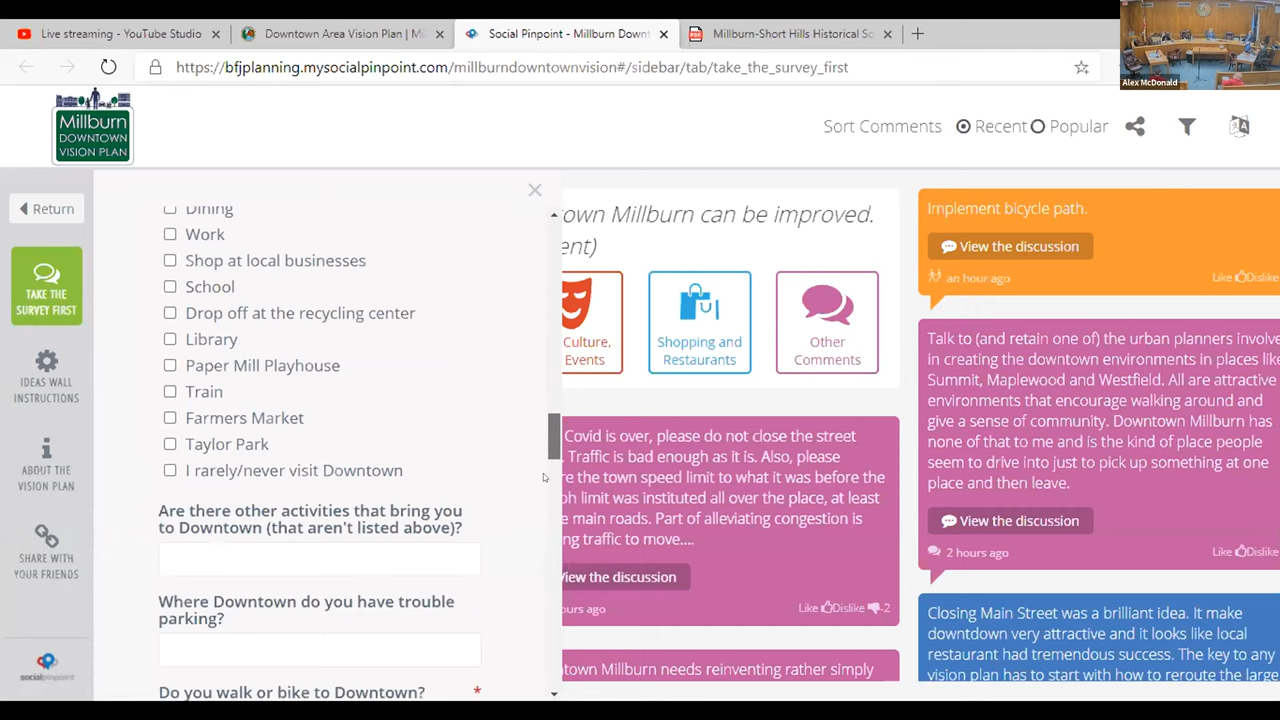 Live streaming - YouTube Studio
Downtown Area Vision Plan |
Social Pinpoint - Millburn Down
Millburn-Short Hills Historical So
https://bfjplanning.mysocialpinpoint.com/millburndowntownvision#/sidebar/tab/take_the_survey_first
Alex McDonald
Millburn
DOWNTOWN
VISION PLAN
Sort Comments
Recent
Popular
Return
TAKE THE
SURVEY FIRST
IDEAS WALL
INSTRUCTIONS
ABOUT THE
VISION PLAN
SHARE WITH
YOUR FRIENDS
socialpinpoint
Dining
Work
Shop at local businesses
School
Drop off at the recycling center
Library
Paper Mill Playhouse
Train
Farmers Market
Taylor Park
I rarely/never visit Downtown
Are there other activities that bring you
to Downtown (that aren't listed above)?
Where Downtown do you have trouble
parking?
Do you walk or bike to Downtown? *
own Millburn can be improved.
ent)
Culture,
Events
Shopping and
Restaurants
Other
Comments
Covid is over, please do not close the street
. Traffic is bad enough as it is. Also, please
re the town speed limit to what it was before the
ph limit was instituted all over the place, at least
e main roads. Part of alleviating congestion is
ng traffic to move....
View the discussion
ours ago
Like Dislike -2
ntown Millburn needs reinventing rather simply
Implement bicycle path.
View the discussion
an hour ago
Like Dislike
Talk to (and retain one of) the urban planners involve
in creating the downtown environments in places like
Summit, Maplewood and Westfield. All are attractive
environments that encourage walking around and
give a sense of community. Downtown Millburn has
none of that to me and is the kind of place people
seem to drive into just to pick up something at one
place and then leave.
View the discussion
2 hours ago
Like Dislike
Closing Main Street was a brilliant idea. It make
downtdown very attractive and it looks like local
restaurant had tremendous success. The key to any
vision plan has to start with how to reroute the large